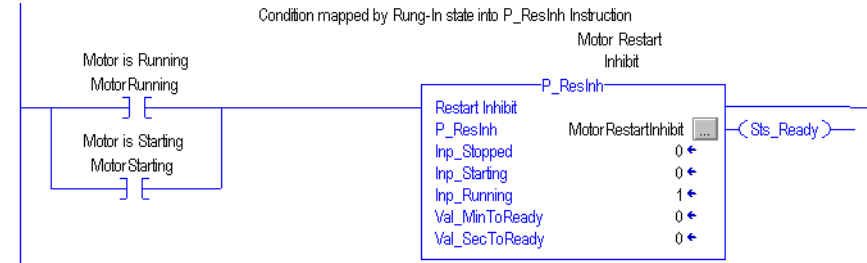 Condition mapped by Rung-In state into P_ResInh Instruction
Motor Restart
Inhibit
Motor is Running
MotorRunning
P_ResInh
Restart Inhibit
P_ResInh MotorRestartInhibit ...
Sts_Ready
Motor is Starting
MotorStarting
Inp_Stopped 0
Inp_Starting 0
Inp_Running 1
Val_MinToReady 0
Val_SecToReady 0